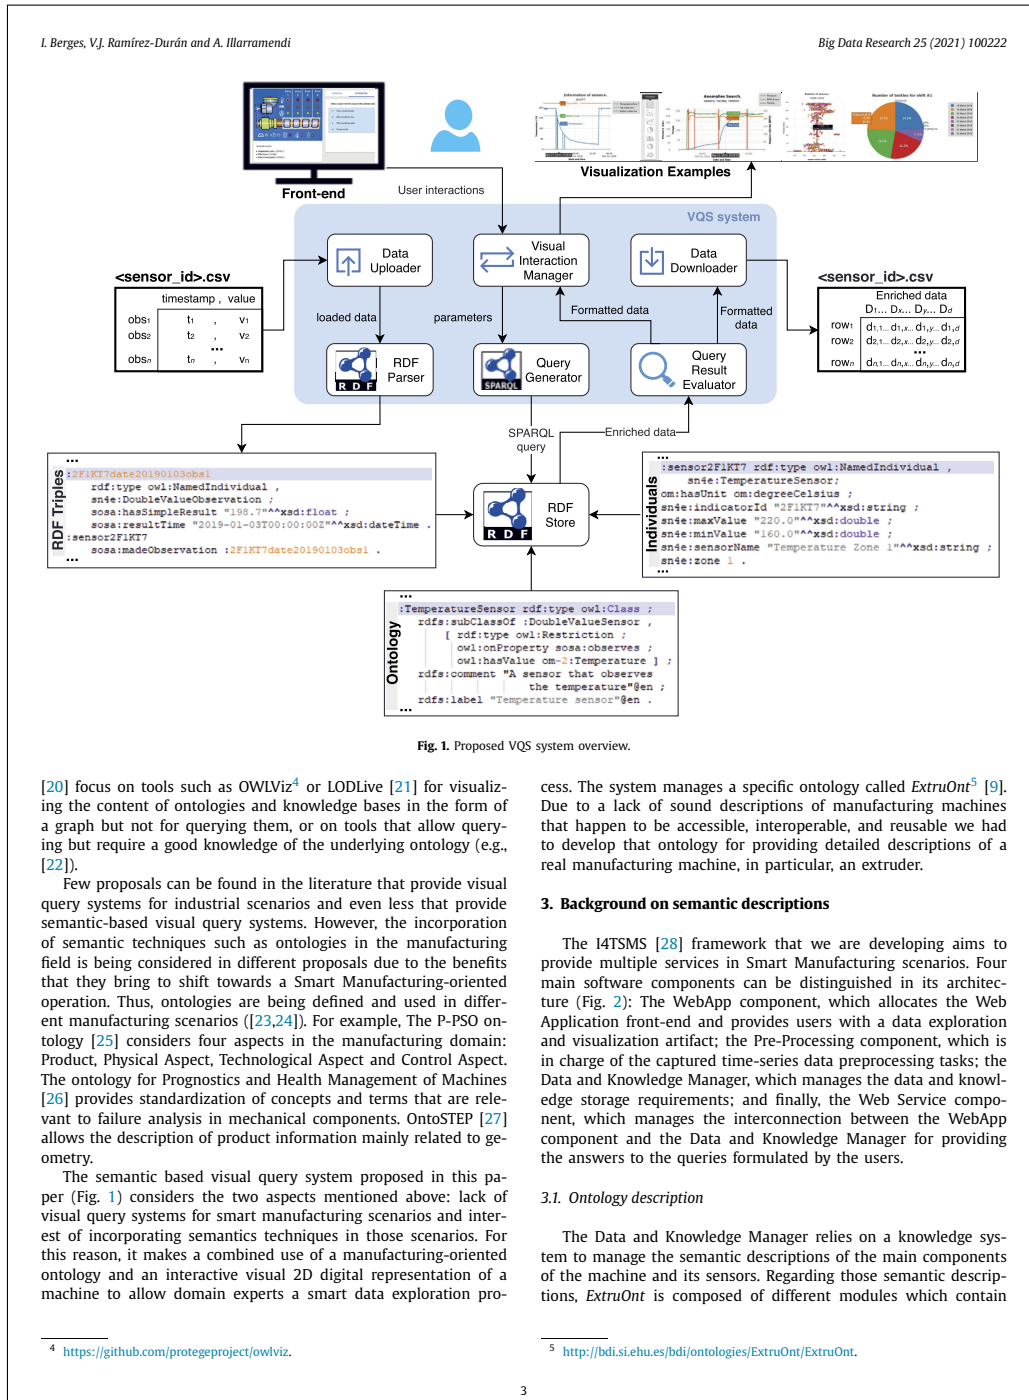 I. Berges, V.J. Ramírez-Durán and A. Illarramendi
Big Data Research 25 (2021) 100222
Front-end
User interactions
Visualization Examples
Number of bottles for shift #1
VQS system
Data
Uploader
Visual
Interaction
Manager
Data
Downloader
<sensor_id>.csv
timestamp , value
obs1 t1 , v1
obs2 t2 , v2
...
obsn tn , vn
loaded data
parameters
Formatted data
Formatted
data
<sensor_id>.csv
Enriched data
D1... Dx... Dy... Dd
row1 d1,1... d1,x... d1,y... d1,d
row2 d2,1... d2,x... d2,y... d2,d
...
rown dn,1... dn,x... dn,y... dn,d
RDF
RDF
Parser
SPARQL
Query
Generator
Query
Result
Evaluator
SPARQL
query
Enriched data
RDF Triples
...
:2F1KT7date20190103obs1
rdf:type owl:NamedIndividual ,
sn4e:DoubleValueObservation ;
sosa:hasSimpleResult "198.7"^^xsd:float ;
sosa:resultTime "2019-01-03T00:00:00Z"^^xsd:dateTime .
:sensor2F1KT7
sosa:madeObservation :2F1KT7date20190103obs1 .
...
RDF
RDF
Store
Individuals
...
:sensor2F1KT7 rdf:type owl:NamedIndividual ,
sn4e:TemperatureSensor;
om:hasUnit om:degreeCelsius ;
sn4e:indicatorId "2F1KT7"^^xsd:string ;
sn4e:maxValue "220.0"^^xsd:double ;
sn4e:minValue "160.0"^^xsd:double ;
sn4e:sensorName "Temperature Zone 1"^^xsd:string ;
sn4e:zone 1 .
...
Ontology
...
:TemperatureSensor rdf:type owl:Class ;
rdfs:subClassOf :DoubleValueSensor ,
[ rdf:type owl:Restriction ;
owl:onProperty sosa:observes ;
owl:hasValue om-2:Temperature ] ;
rdfs:comment "A sensor that observes
the temperature"@en ;
rdfs:label "Temperature sensor"@en .
...
Fig. 1. Proposed VQS system overview.
[20] focus on tools such as OWLViz4 or LODLive [21] for visualiz-
ing the content of ontologies and knowledge bases in the form of
a graph but not for querying them, or on tools that allow query-
ing but require a good knowledge of the underlying ontology (e.g.,
[22]).
Few proposals can be found in the literature that provide visual
query systems for industrial scenarios and even less that provide
semantic-based visual query systems. However, the incorporation
of semantic techniques such as ontologies in the manufacturing
field is being considered in different proposals due to the benefits
that they bring to shift towards a Smart Manufacturing-oriented
operation. Thus, ontologies are being defined and used in differ-
ent manufacturing scenarios ([23,24]). For example, The P-PSO on-
tology [25] considers four aspects in the manufacturing domain:
Product, Physical Aspect, Technological Aspect and Control Aspect.
The ontology for Prognostics and Health Management of Machines
[26] provides standardization of concepts and terms that are rele-
vant to failure analysis in mechanical components. OntoSTEP [27]
allows the description of product information mainly related to ge-
ometry.
The semantic based visual query system proposed in this pa-
per (Fig. 1) considers the two aspects mentioned above: lack of
visual query systems for smart manufacturing scenarios and inter-
est of incorporating semantics techniques in those scenarios. For
this reason, it makes a combined use of a manufacturing-oriented
ontology and an interactive visual 2D digital representation of a
machine to allow domain experts a smart data exploration pro-
cess. The system manages a specific ontology called ExtruOnt5 [9].
Due to a lack of sound descriptions of manufacturing machines
that happen to be accessible, interoperable, and reusable we had
to develop that ontology for providing detailed descriptions of a
real manufacturing machine, in particular, an extruder.
3. Background on semantic descriptions
The I4TSMS [28] framework that we are developing aims to
provide multiple services in Smart Manufacturing scenarios. Four
main software components can be distinguished in its architec-
ture (Fig. 2): The WebApp component, which allocates the Web
Application front-end and provides users with a data exploration
and visualization artifact; the Pre-Processing component, which is
in charge of the captured time-series data preprocessing tasks; the
Data and Knowledge Manager, which manages the data and knowl-
edge storage requirements; and finally, the Web Service compo-
nent, which manages the interconnection between the WebApp
component and the Data and Knowledge Manager for providing
the answers to the queries formulated by the users.
3.1. Ontology description
The Data and Knowledge Manager relies on a knowledge sys-
tem to manage the semantic descriptions of the main components
of the machine and its sensors. Regarding those semantic descrip-
tions, ExtruOnt is composed of different modules which contain
4 https://github.com/protegeproject/owlviz.
5 http://bdi.si.ehu.es/bdi/ontologies/ExtruOnt/ExtruOnt.
3